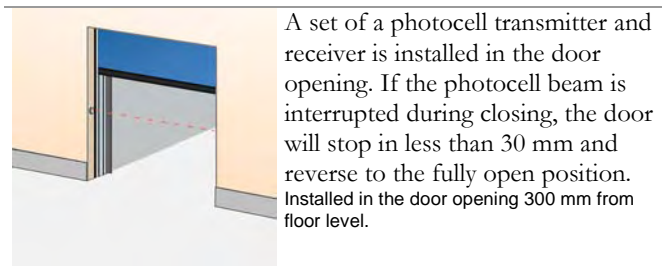 A set of a photocell transmitter and
receiver is installed in the door
opening. If the photocell beam is
interrupted during closing, the door
will stop in less than 30 mm and
reverse to the fully open position.
Installed in the door opening 300 mm from
floor level.